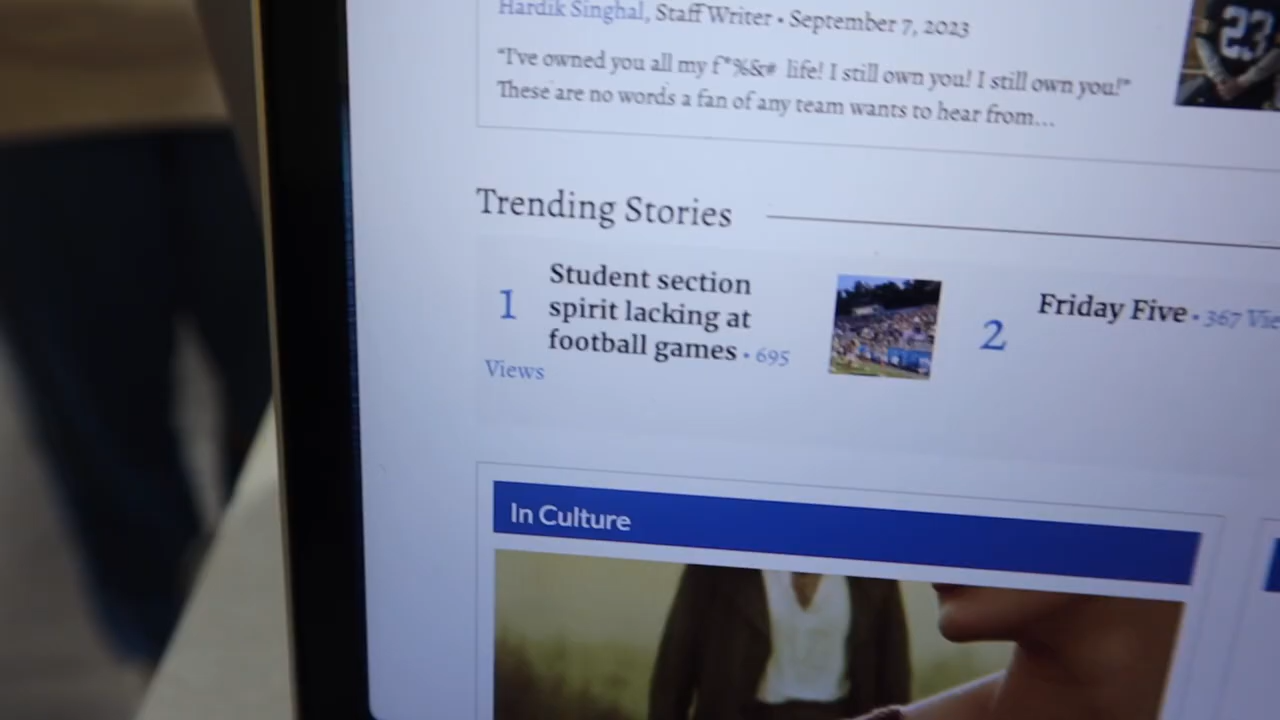 Hardik Singhal, Staff Writer • September 7, 2023
23
“I've owned you all my f*%&# life! I still own you! I still own you!”
These are no words a fan of any team wants to hear from...
Trending Stories
1
Student section
spirit lacking at
football games • 695
Views
2
Friday Five • 367 Vie
In Culture